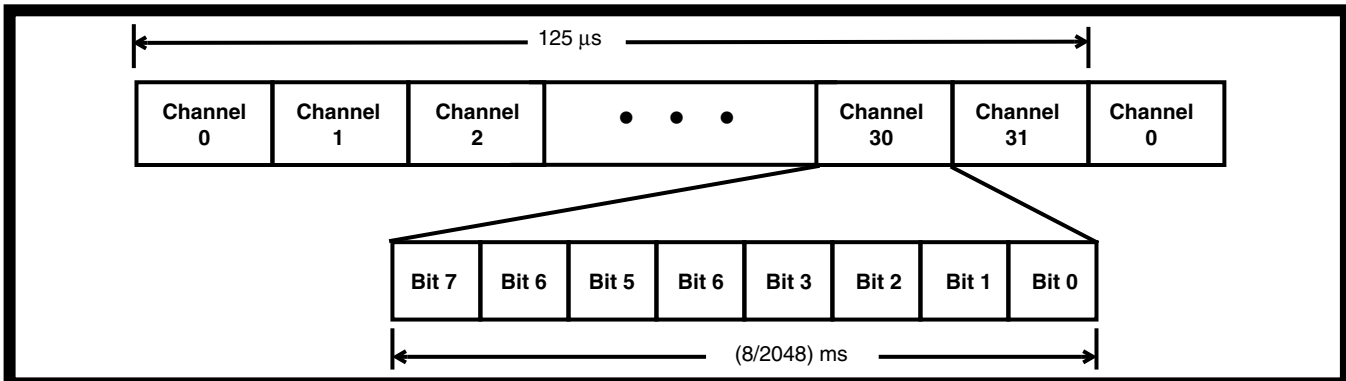 125 µs
Channel 0
Channel 1
Channel 2
• • •
Channel 30
Channel 31
Channel 0
Bit 7
Bit 6
Bit 5
Bit 6
Bit 3
Bit 2
Bit 1
Bit 0
(8/2048) ms